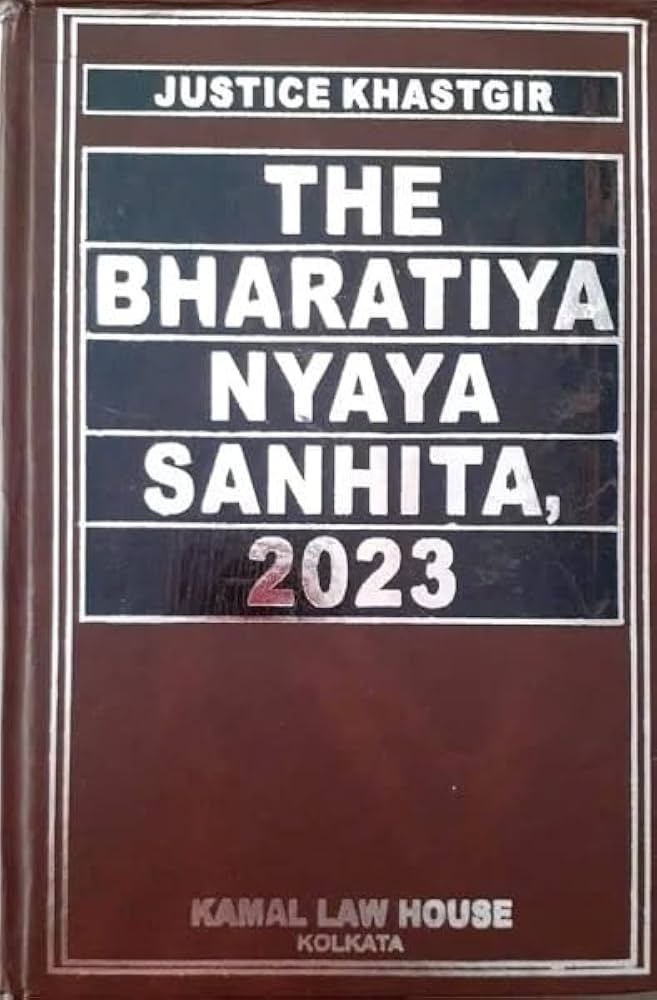 JUSTICE KHASTGIR
THE
BHARATIYA
NYAYA
SANHITA,
2023
KAMAL LAW HOUSE
KOLKATA